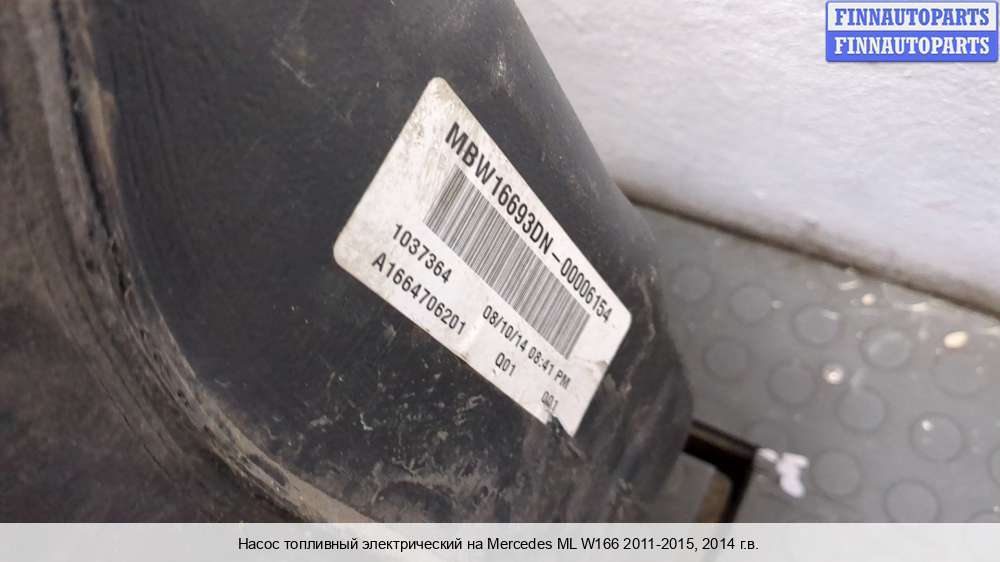 FINNAUTOPARTS
FINNAUTOPARTS
MBW16693DN-00006154
1037364
08/10/14 08:41 PM
A1664706201
Q01
001
Насос топливный электрический на Mercedes ML W166 2011-2015, 2014 г.в.